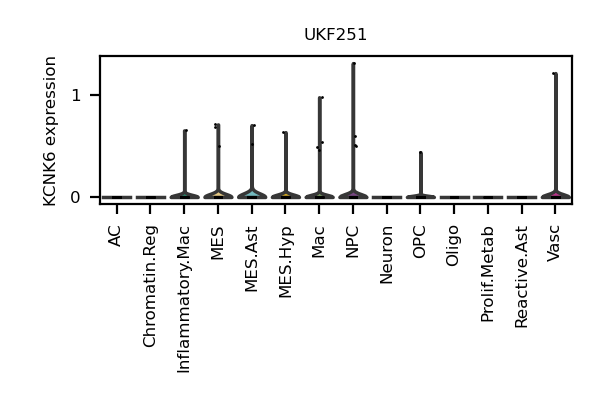 UKF251
KCNK6 expression
1
0
AC
Chromatin.Reg
Inflammatory.Mac
MES
MES.Ast
MES.Hyp
Mac
NPC
Neuron
OPC
Oligo
Prolif.Metab
Reactive.Ast
Vasc